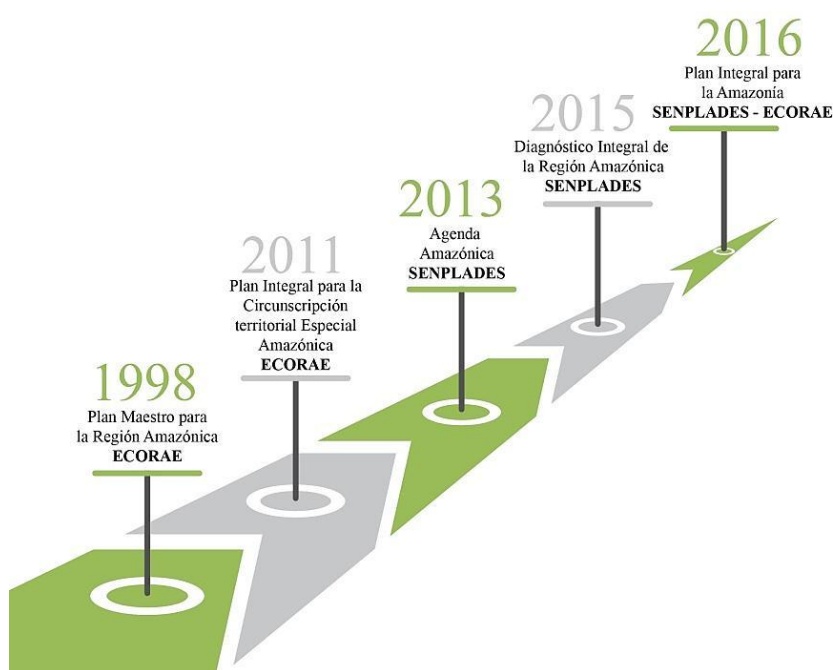 1998
Plan Maestro para
la Región Amazónica
ECORAE
2011
Plan Integral para la
Circunscripción
territorial Especial
Amazónica
ECORAE
2013
Agenda
Amazónica
SENPLADES
2015
Diagnóstico Integral de
la Región Amazónica
SENPLADES
2016
Plan Integral para
la Amazonía
SENPLADES - ECORAE